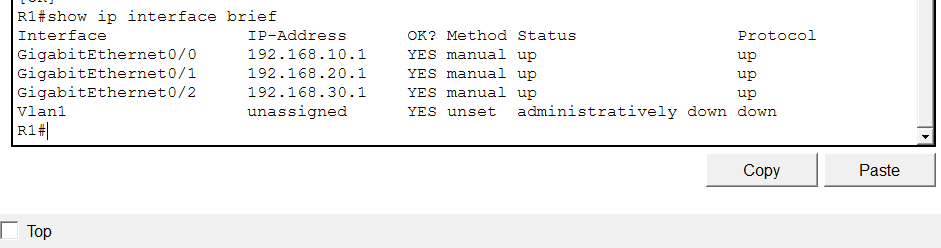 [OK]
R1#show ip interface brief
Interface              IP-Address      OK? Method Status                Protocol
GigabitEthernet0/0     192.168.10.1    YES manual up                    up
GigabitEthernet0/1     192.168.20.1    YES manual up                    up
GigabitEthernet0/2     192.168.30.1    YES manual up                    up
Vlan1                  unassigned      YES unset  administratively down down
R1#
Copy Paste
Top